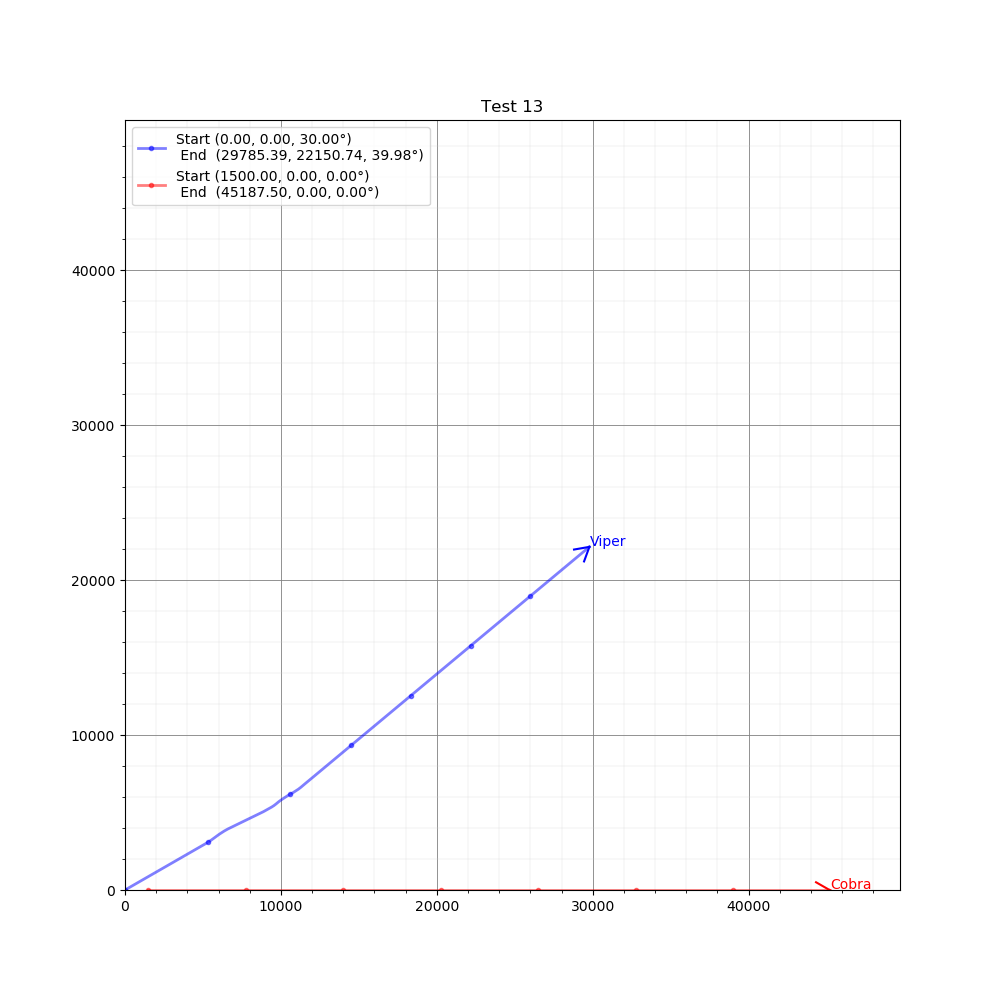 Test 13
Start (0.00, 0.00, 30.00°)
End  (29785.39, 22150.74, 39.98°)
Start (1500.00, 0.00, 0.00°)
End  (45187.50, 0.00, 0.00°)
40000
30000
Viper
20000
10000
Cobra
0
0 10000 20000 30000 40000